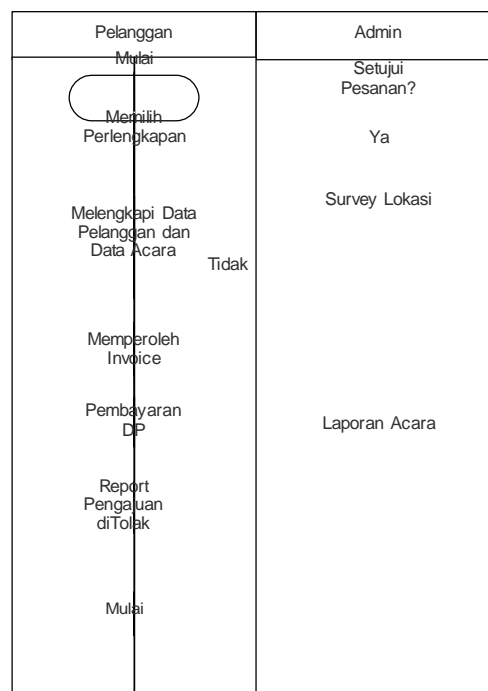 Pelanggan
Admin
Mulai
Memilih
Perlengkapan
Melengkapi Data
Pelanggan dan
Data Acara
Tidak
Memperoleh
Invoice
Pembayaran
DP
Report
Pengajuan
diTolak
Mulai
Setujui
Pesanan?
Ya
Survey Lokasi
Laporan Acara